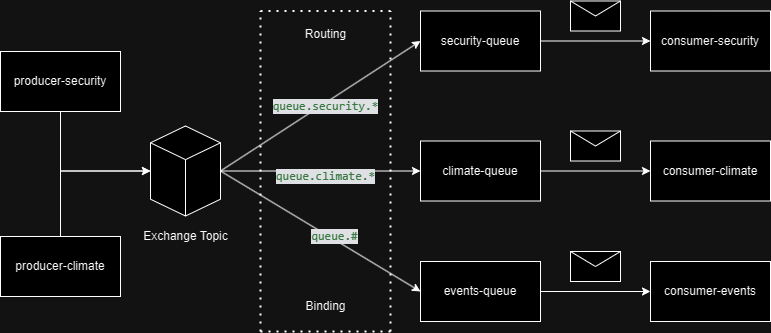 Routing
security-queue
consumer-security
producer-security
queue.security.*
queue.climate.*
climate-queue
consumer-climate
Exchange Topic
queue.#
producer-climate
events-queue
consumer-events
Binding